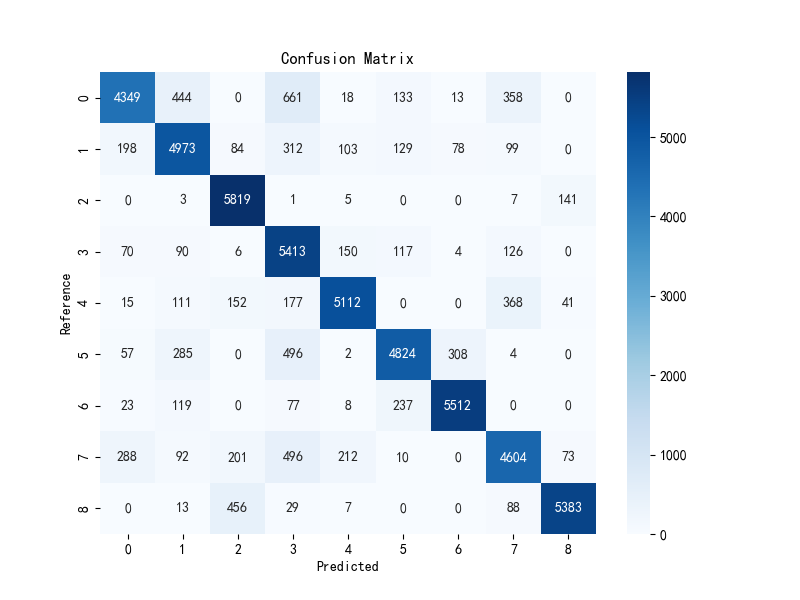 Confusion Matrix
0 4349 444 0 661 18 133 13 358 0
1 198 4973 84 312 103 129 78 99 0
2 0 3 5819 1 5 0 0 7 141
3 70 90 6 5413 150 117 4 126 0
4 15 111 152 177 5112 0 0 368 41
5 57 285 0 496 2 4824 308 4 0
6 23 119 0 77 8 237 5512 0 0
7 288 92 201 496 212 10 0 4604 73
8 0 13 456 29 7 0 0 88 5383
0 1 2 3 4 5 6 7 8
Predicted
Reference
5000
4000
3000
2000
1000
0